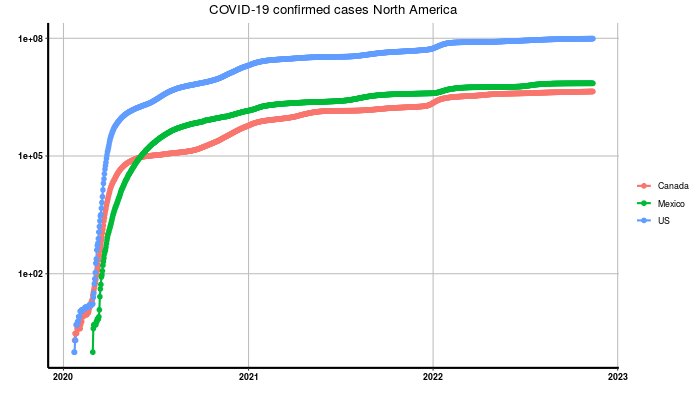 COVID-19 confirmed cases North America
1e+08
1e+05
1e+02
2020 2021 2022 2023
Canada
Mexico
US